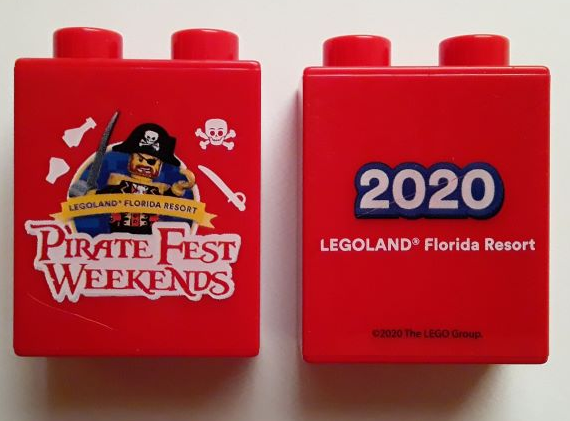 LEGOLAND® FLORIDA RESORT
PIRATE FEST
WEEKENDS
2020
LEGOLAND® Florida Resort
©2020 The LEGO Group.